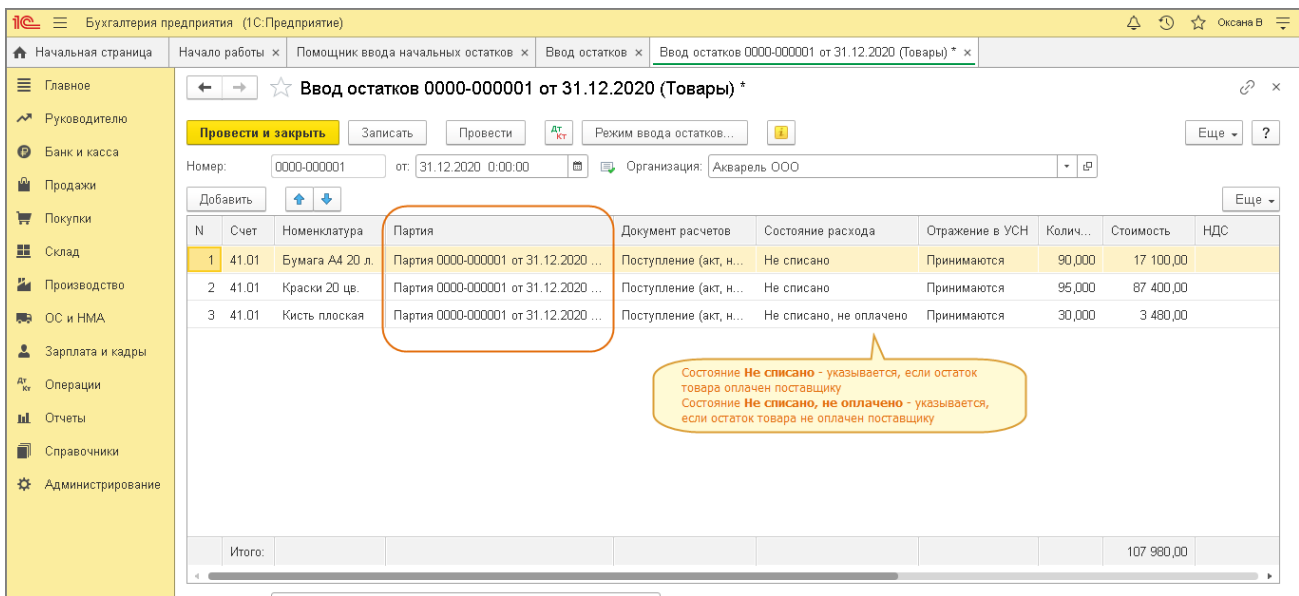 1С Бухгалтерия предприятия (1С:Предприятие) Оксана В
Начальная страница Начало работы × Помощник ввода начальных остатков × Ввод остатков × Ввод остатков 0000-000001 от 31.12.2020 (Товары) * ×
Главное
Руководителю
Банк и касса
Продажи
Покупки
Склад
Производство
ОС и НМА
Зарплата и кадры
Операции
Отчеты
Справочники
Администрирование
Ввод остатков 0000-000001 от 31.12.2020 (Товары) *
Провести и закрыть Записать Провести Дт Кт Режим ввода остатков... i Еще ?
Номер: 0000-000001 от: 31.12.2020 0:00:00 Организация: Акварель ООО
Добавить Еще
N Счет Номенклатура Партия Документ расчетов Состояние расхода Отражение в УСН Колич... Стоимость НДС
1 41.01 Бумага А4 20 л. Партия 0000-000001 от 31.12.2020 ... Поступление (акт, н... Не списано Принимаются 90,000 17 100,00
2 41.01 Краски 20 цв. Партия 0000-000001 от 31.12.2020 ... Поступление (акт, н... Не списано Принимаются 95,000 87 400,00
3 41.01 Кисть плоская Партия 0000-000001 от 31.12.2020 ... Поступление (акт, н... Не списано, не оплачено Принимаются 30,000 3 480,00
Состояние Не списано - указывается, если остаток
товара оплачен поставщику
Состояние Не списано, не оплачено - указывается,
если остаток товара не оплачен поставщику
Итого: 107 980,00